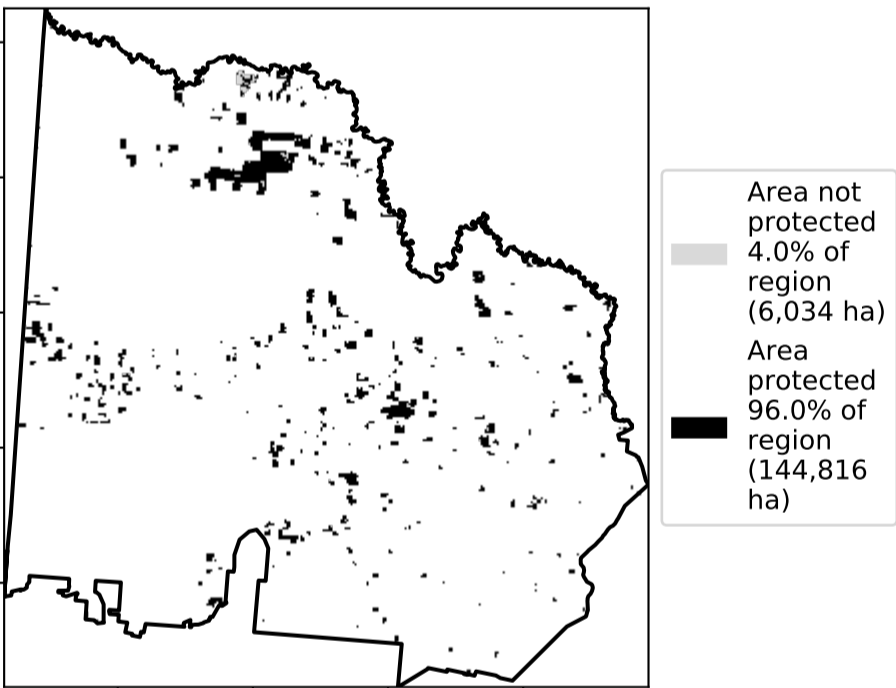 Area not
protected
4.0% of
region
(6,034 ha)
Area
protected
96.0% of
region
(144,816
ha)